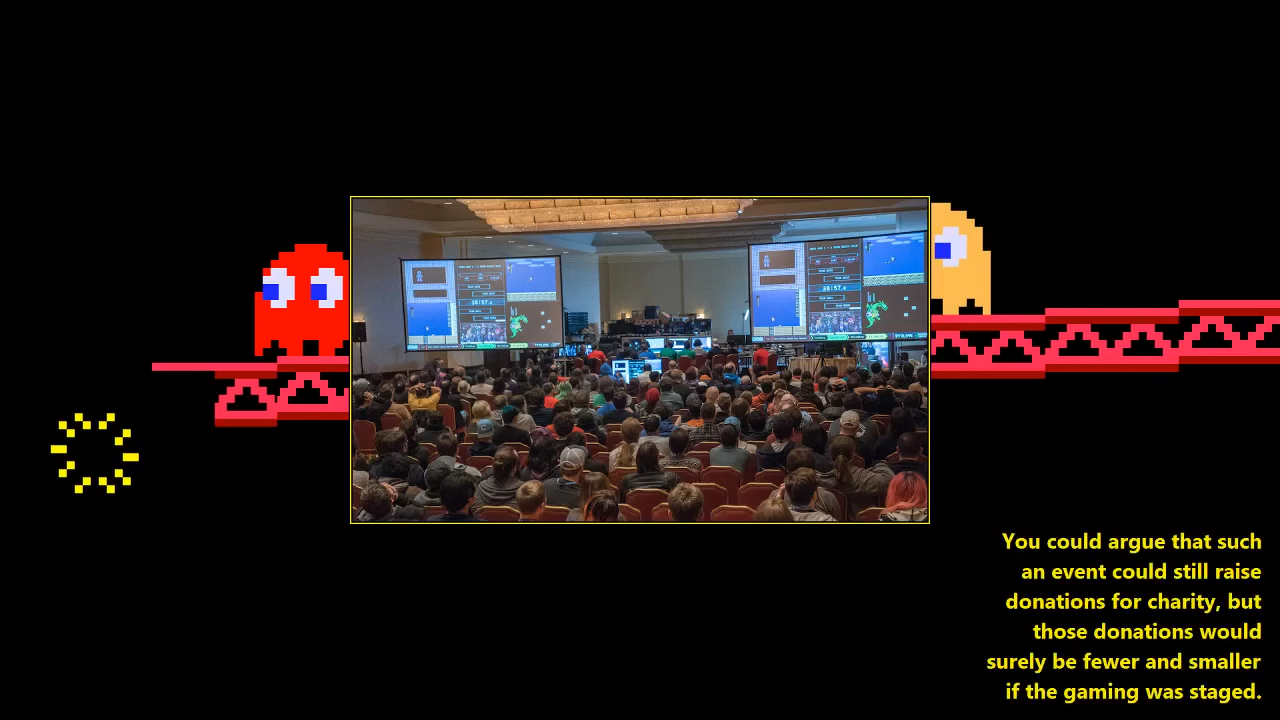 You could argue that such
an event could still raise
donations for charity, but
those donations would
surely be fewer and smaller
if the gaming was staged.